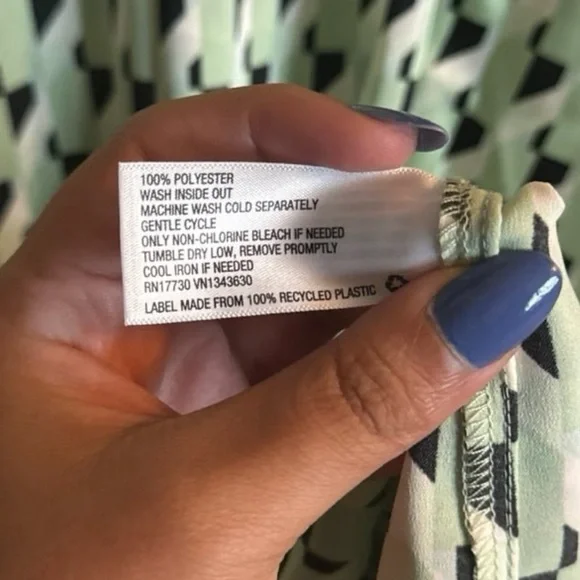 100% POLYESTER
WASH INSIDE OUT
MACHINE WASH COLD SEPARATELY
GENTLE CYCLE
ONLY NON-CHLORINE BLEACH IF NEEDED
TUMBLE DRY LOW, REMOVE PROMPTLY
COOL IRON IF NEEDED
RN17730 VN1343630
LABEL MADE FROM 100% RECYCLED PLASTIC